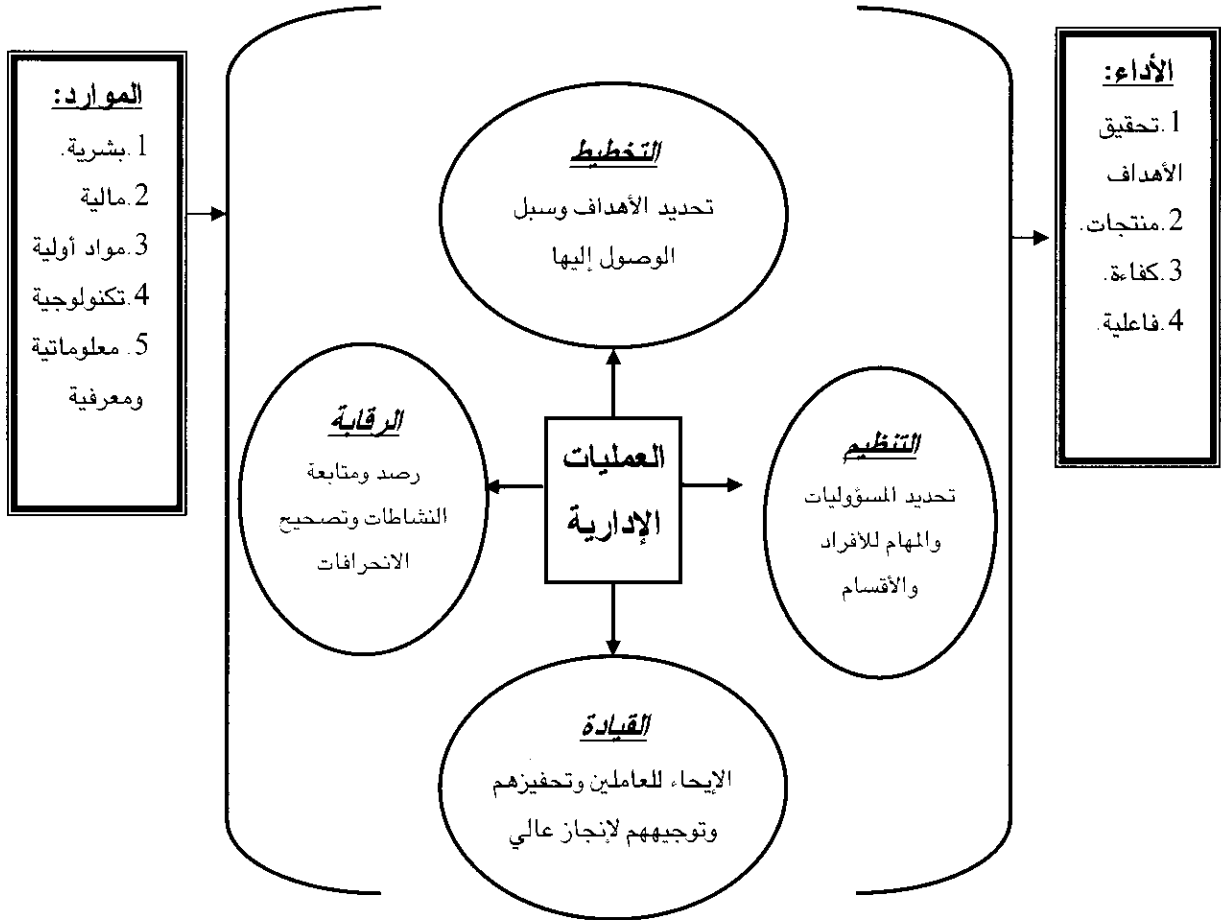 الموارد:
1.بشرية.
2.مالية
3.مواد أولية
4.تكنولوجية
5. معلوماتية
ومعرفية
التخطيط
تحديد الأهداف وسبل
الوصول إليها
الرقابة
رصد ومتابعة
النشاطات وتصحيح
الانحرافات
العمليات
الإدارية
التنظيم
تحديد المسؤوليات
والمهام للأفراد
والأقسام
القيادة
الإيحاء للعاملين وتحفيزهم
وتوجيههم لإنجاز عالي
الأداء:
1.تحقيق
الأهداف
2.منتجات.
3.كفاءة.
4.فاعلية.